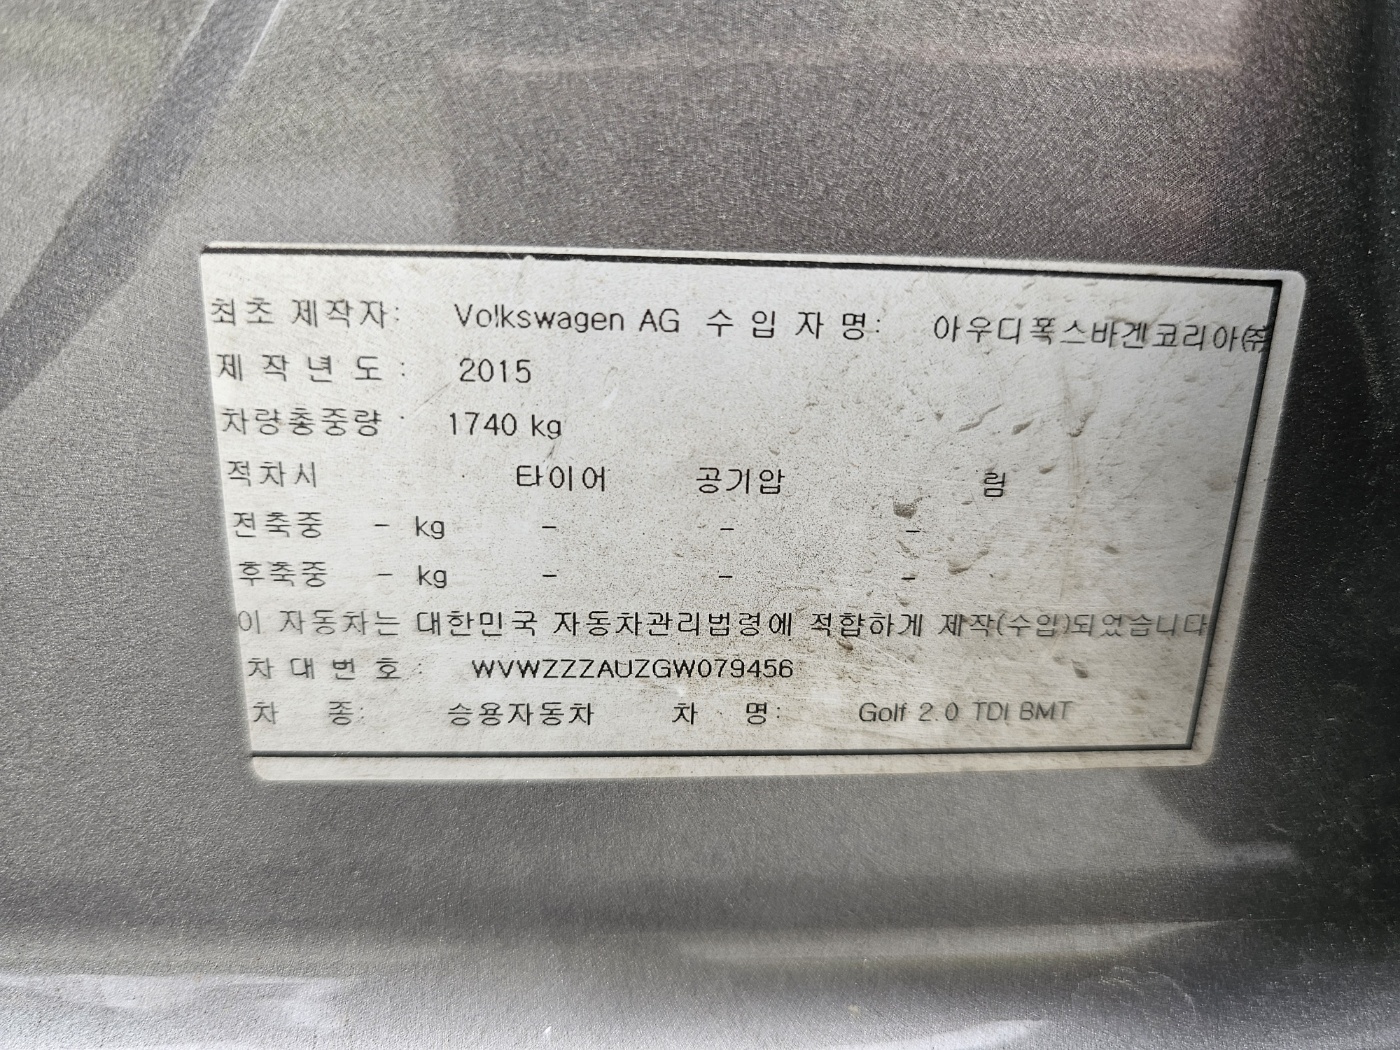 최초 제작자: Volkswagen AG 수 입 자 명: 아우디폭스바겐코리아㈜
제 작 년 도 : 2015
차량총중량 : 1740 kg
적차시 타이어 공기압 림
전축중 - kg - - -
후축중 - kg - - -
이 자동차는 대한민국 자동차관리법령에 적합하게 제작(수입)되었습니다
차 대 번 호 : WVWZZZAUZGW079456
차 종: 승용자동차 차 명: Golf 2.0 TDI BMT